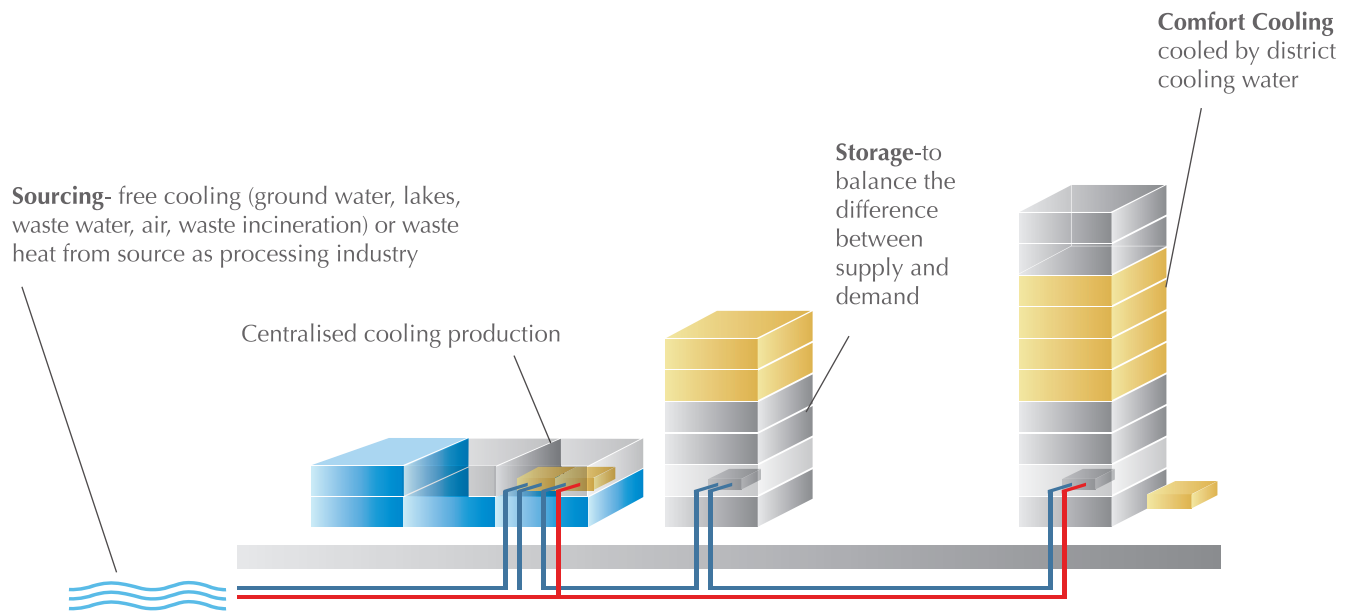 Comfort Cooling
cooled by district
cooling water
Storage-to
balance the
difference
between
supply and
demand
Sourcing- free cooling (ground water, lakes,
waste water, air, waste incineration) or waste
heat from source as processing industry
Centralised cooling production